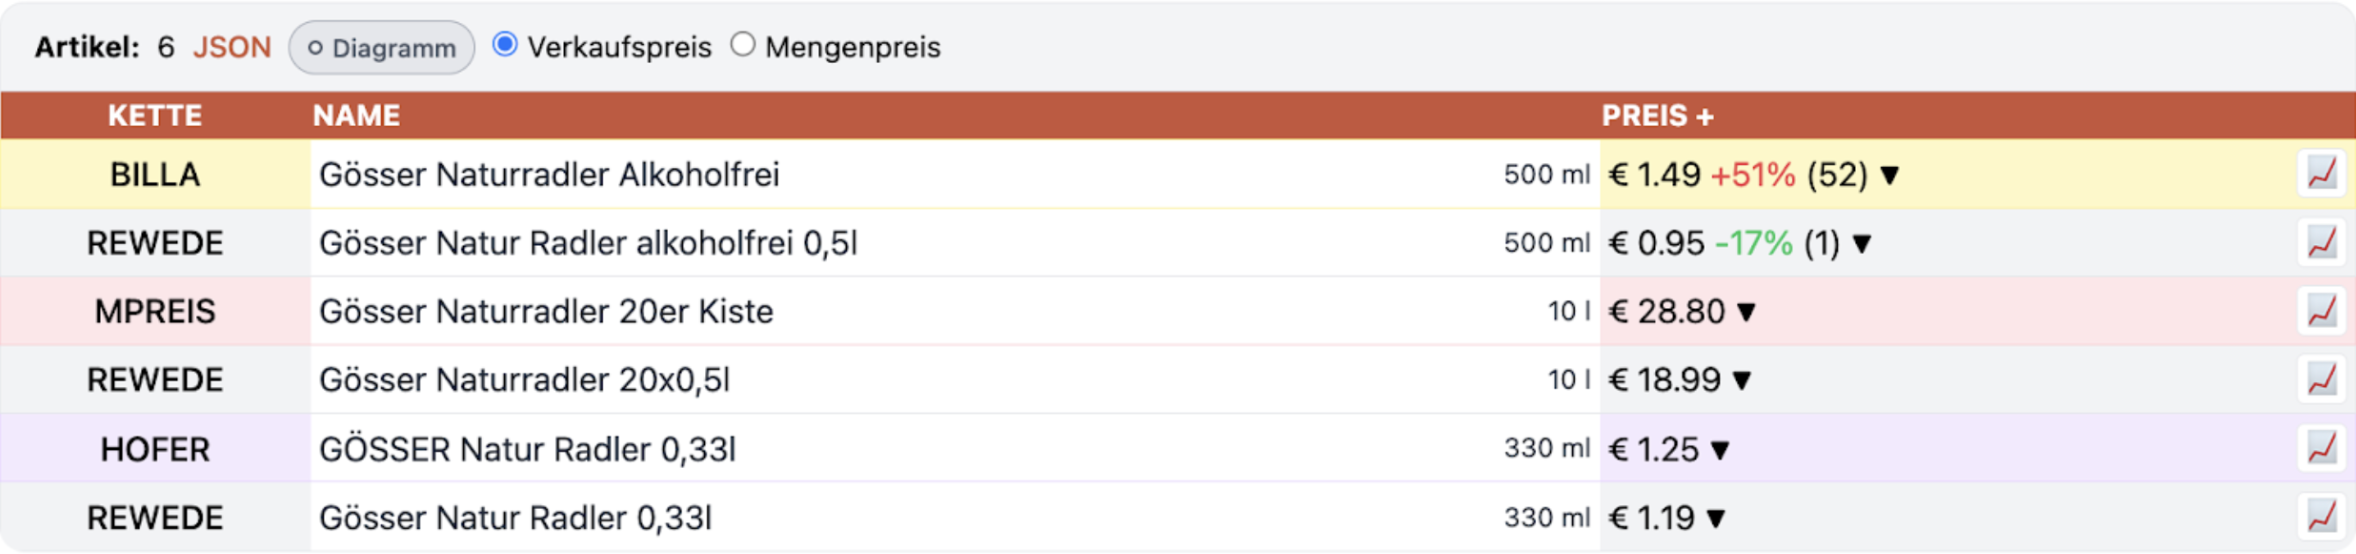 Artikel: 6 JSON Diagramm Verkaufspreis Mengenpreis
KETTE NAME PREIS +
BILLA Gösser Naturradler Alkoholfrei 500 ml € 1.49 +51% (52) ▼
REWEDE Gösser Natur Radler alkoholfrei 0,5l 500 ml € 0.95 -17% (1) ▼
MPREIS Gösser Naturradler 20er Kiste 10 l € 28.80 ▼
REWEDE Gösser Naturradler 20x0,5l 10 l € 18.99 ▼
HOFER GÖSSER Natur Radler 0,33l 330 ml € 1.25 ▼
REWEDE Gösser Natur Radler 0,33l 330 ml € 1.19 ▼